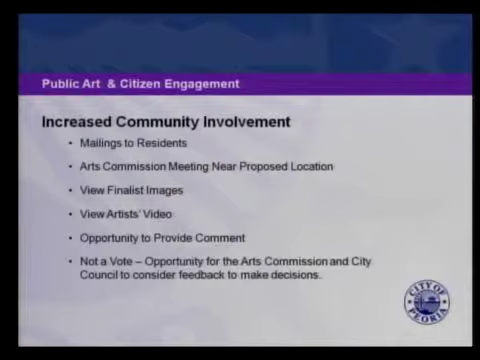 Public Art & Citizen Engagement
Increased Community Involvement
• Mailings to Residents
• Arts Commission Meeting Near Proposed Location
• View Finalist Images
• View Artists' Video
• Opportunity to Provide Comment
• Not a Vote – Opportunity for the Arts Commission and City
Council to consider feedback to make decisions.
CITY OF
PEORIA